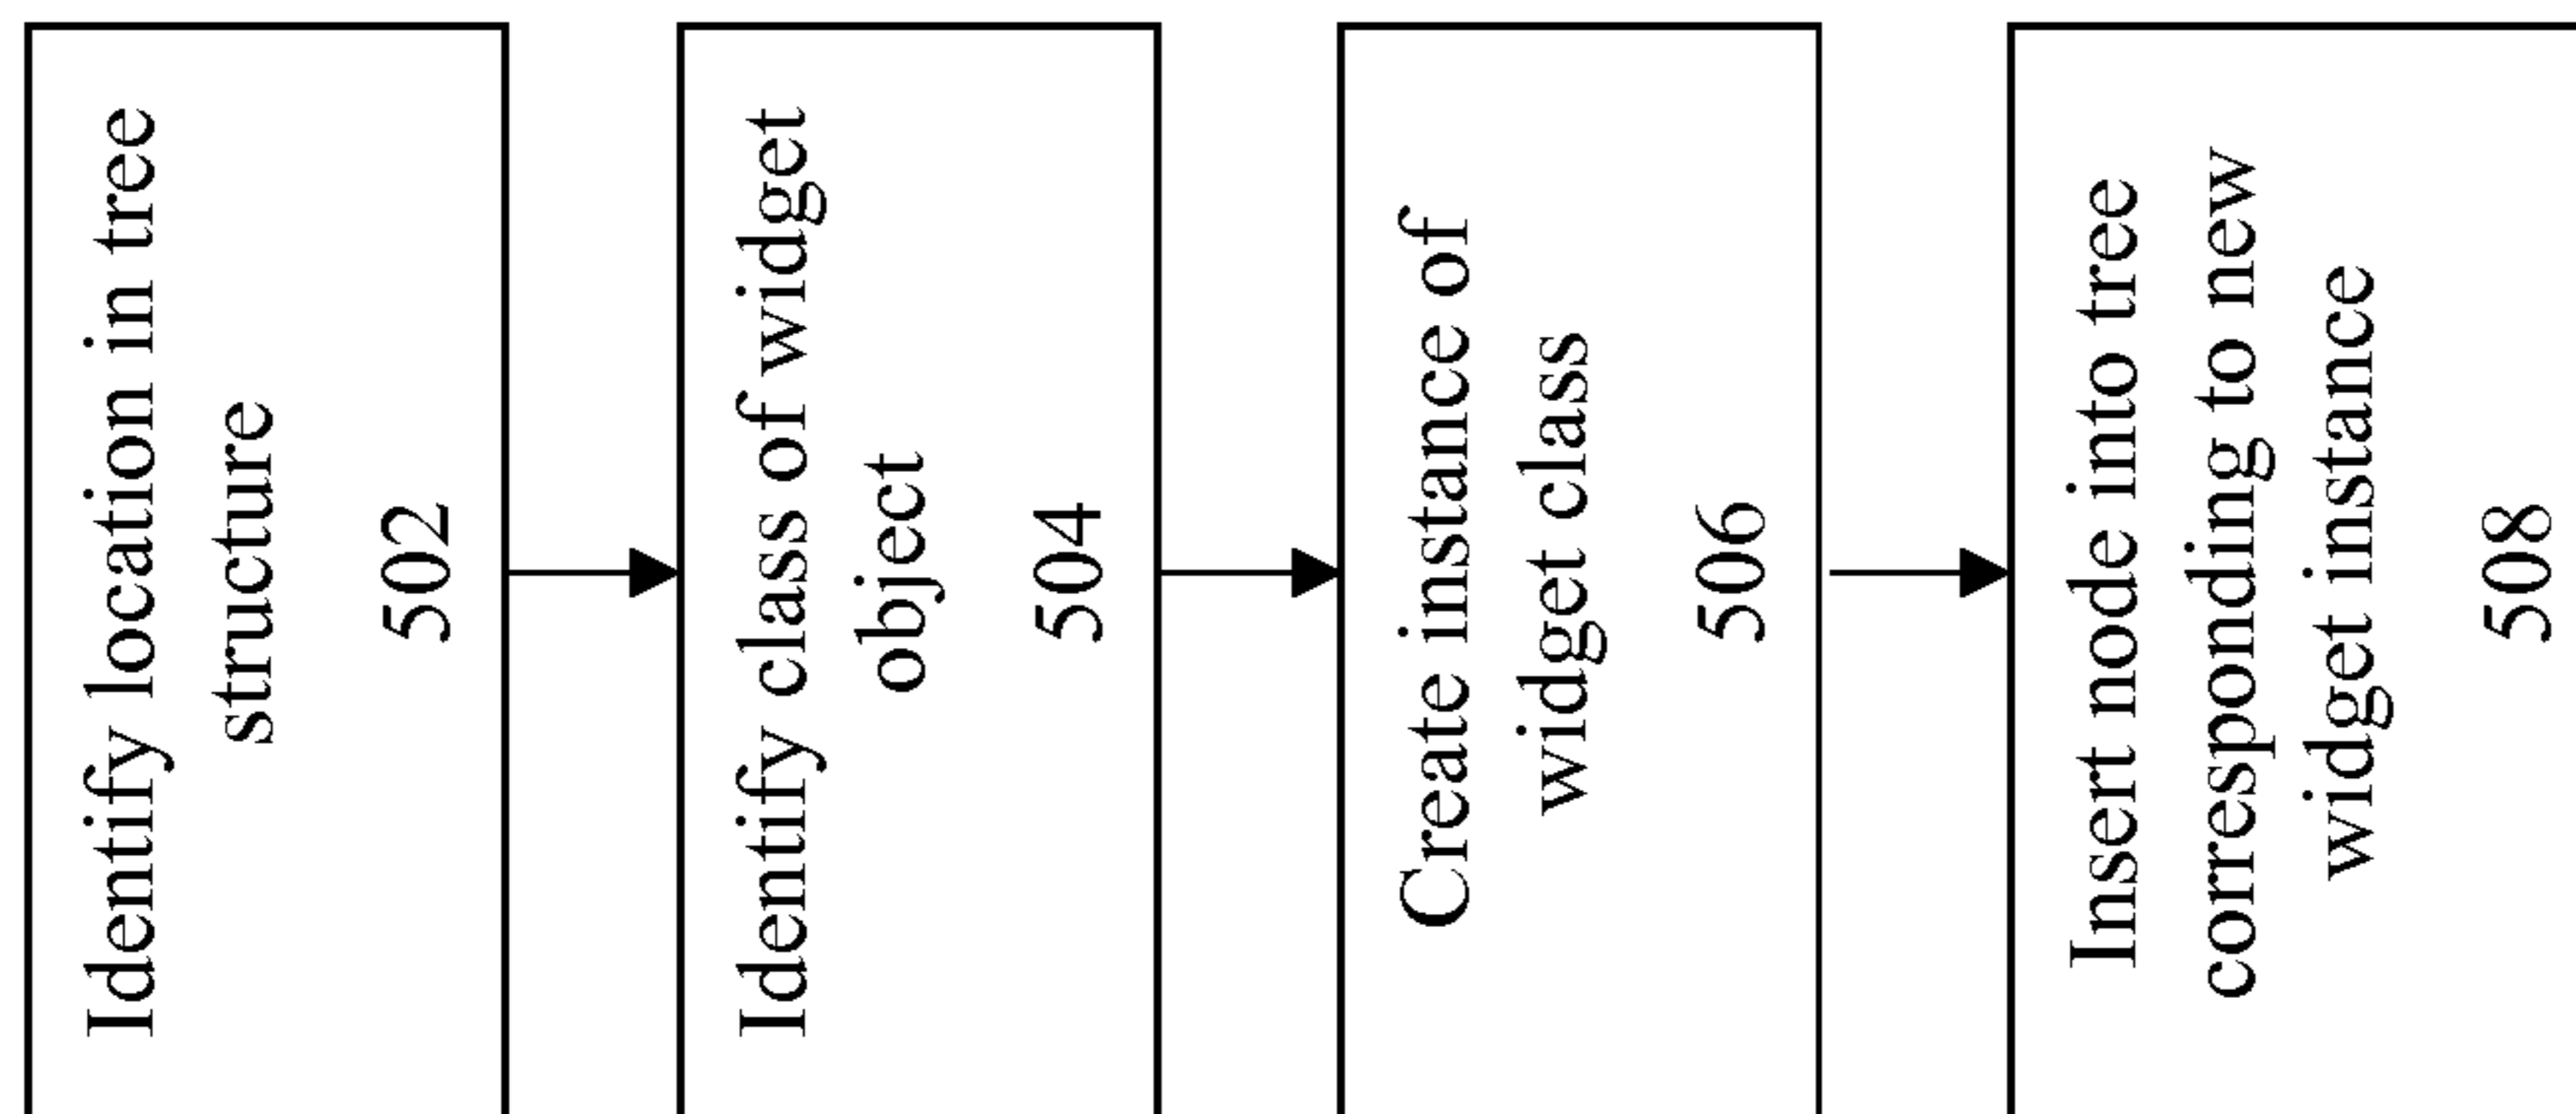 Identify location in tree
structure
502
Identify class of widget
object
504
Create instance of
widget class
506
Insert node into tree
corresponding to new
widget instance
508